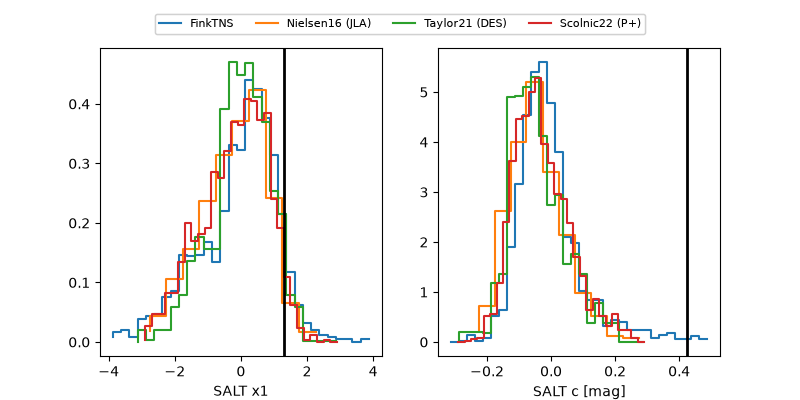 FinkTNS Nielsen16 (JLA) Taylor21 (DES) Scolnic22 (P+)
0.4
0.3
0.2
0.1
0.0
−4 −2 0 2 4
SALT x1
5
4
3
2
1
0
−0.2 0.0 0.2 0.4
SALT c [mag]